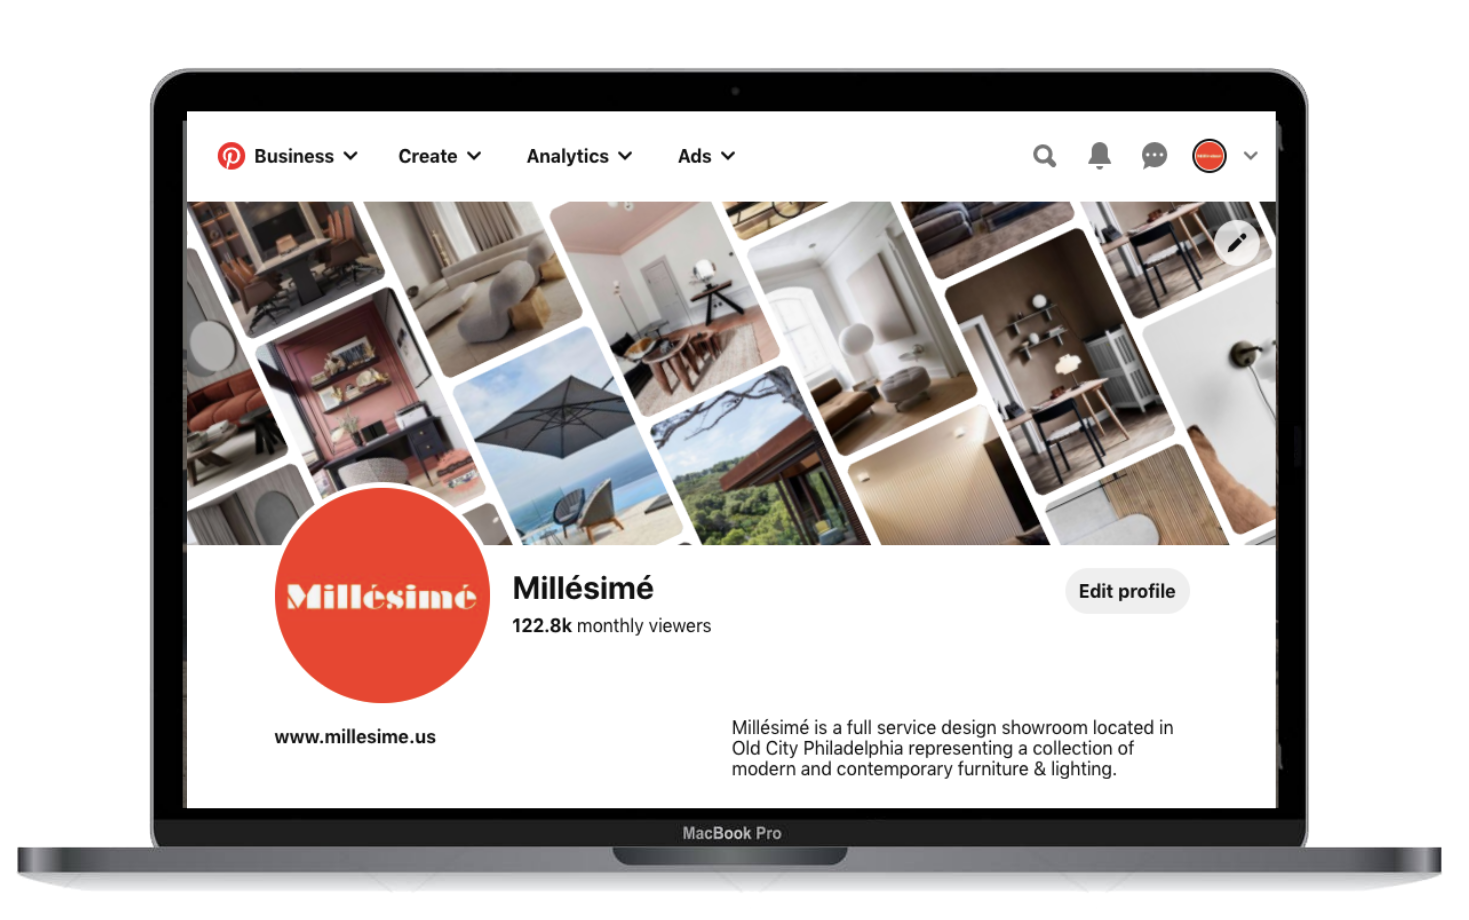 Business
Create
Analytics
Ads
Millésimé
Millésimé
122.8k monthly viewers
Edit profile
www.millesime.us
Millésimé is a full service design showroom located in
Old City Philadelphia representing a collection of
modern and contemporary furniture & lighting.
MacBook Pro